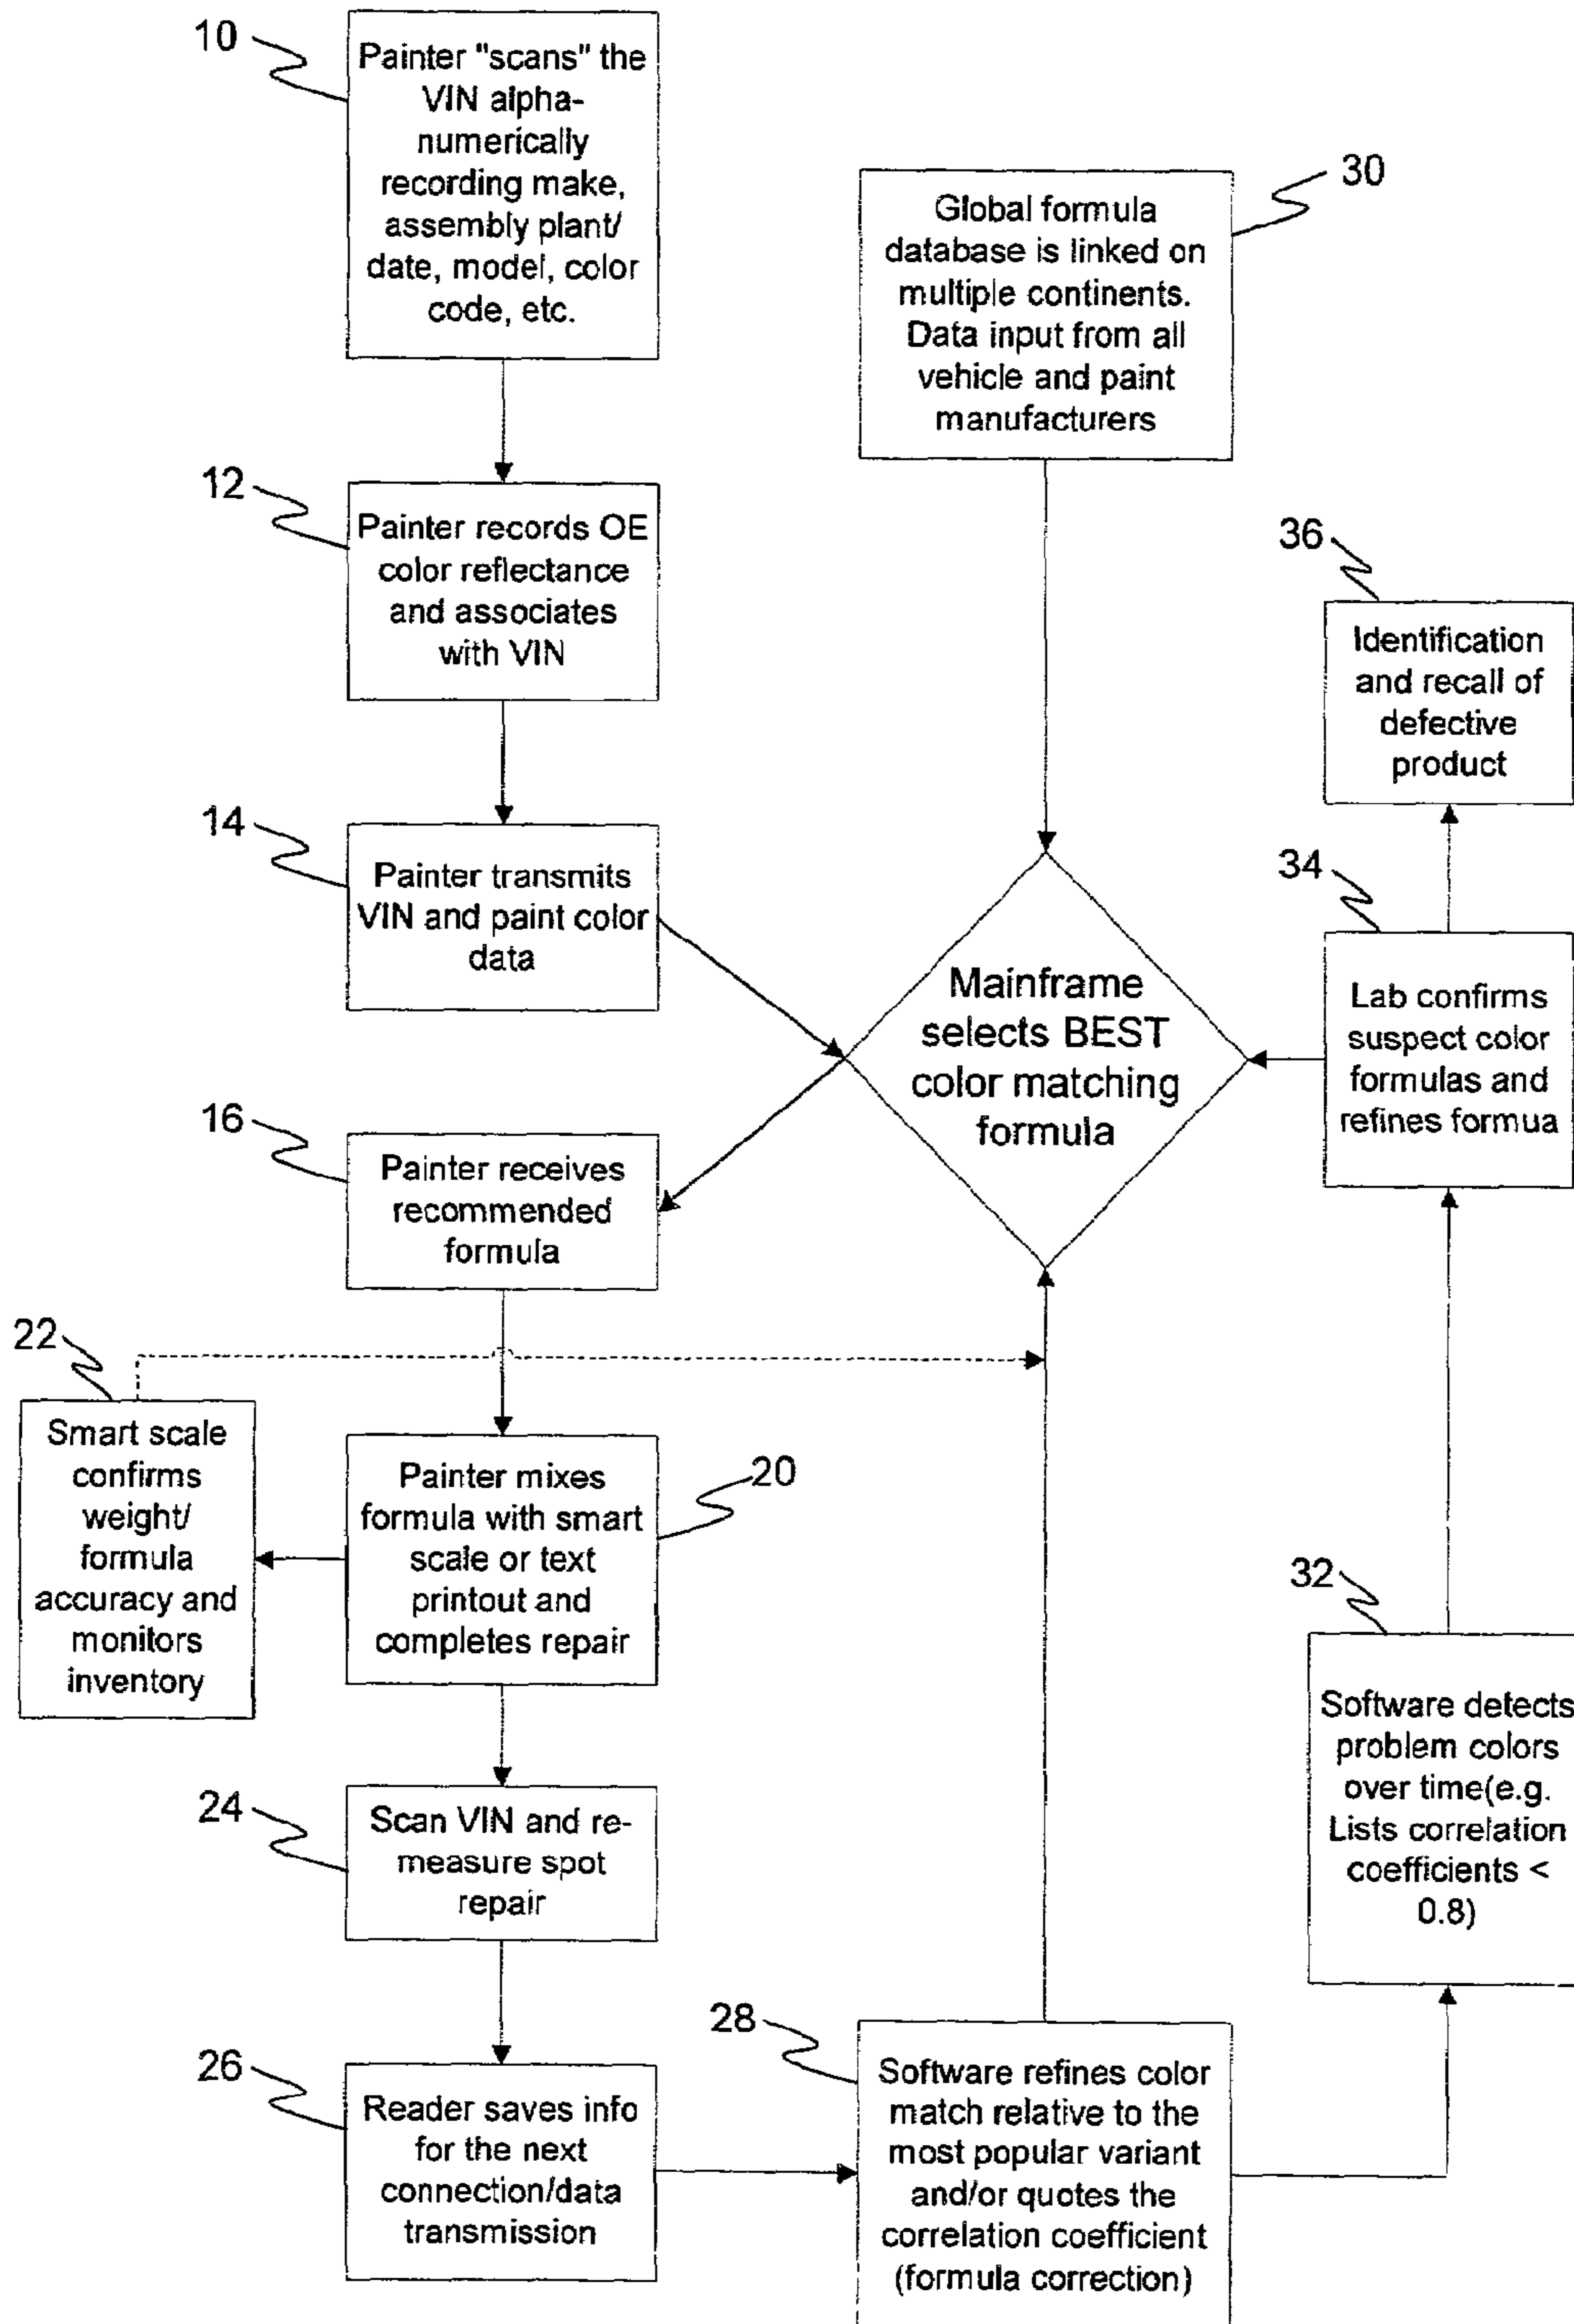 10
Painter "scans" the
VIN alpha-
numerically
recording make,
assembly plant/
date, model, color
code, etc.
30
Global formula
database is linked on
multiple continents.
Data input from all
vehicle and paint
manufacturers
12
Painter records OE
color reflectance
and associates
with VIN
36
Identification
and recall of
defective
product
14
Painter transmits
VIN and paint color
data
Mainframe
selects BEST
color matching
formula
34
Lab confirms
suspect color
formulas and
refines formua
16
Painter receives
recommended
formula
22
Smart scale
confirms
weight/
formula
accuracy and
monitors
inventory
20
Painter mixes
formula with smart
scale or text
printout and
completes repair
32
Software detects
problem colors
over time(e.g.
Lists correlation
coefficients <
0.8)
24
Scan VIN and re-
measure spot
repair
26
Reader saves info
for the next
connection/data
transmission
28
Software refines color
match relative to the
most popular variant
and/or quotes the
correlation coefficient
(formula correction)